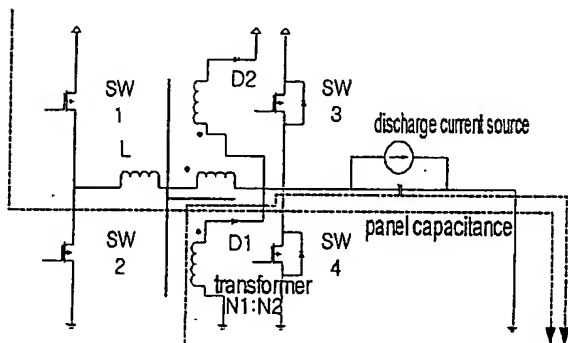 SW
1
D2
SW
3
discharge current source
L
SW
2
D1
SW
4
panel capacitance
transformer
N1:N2